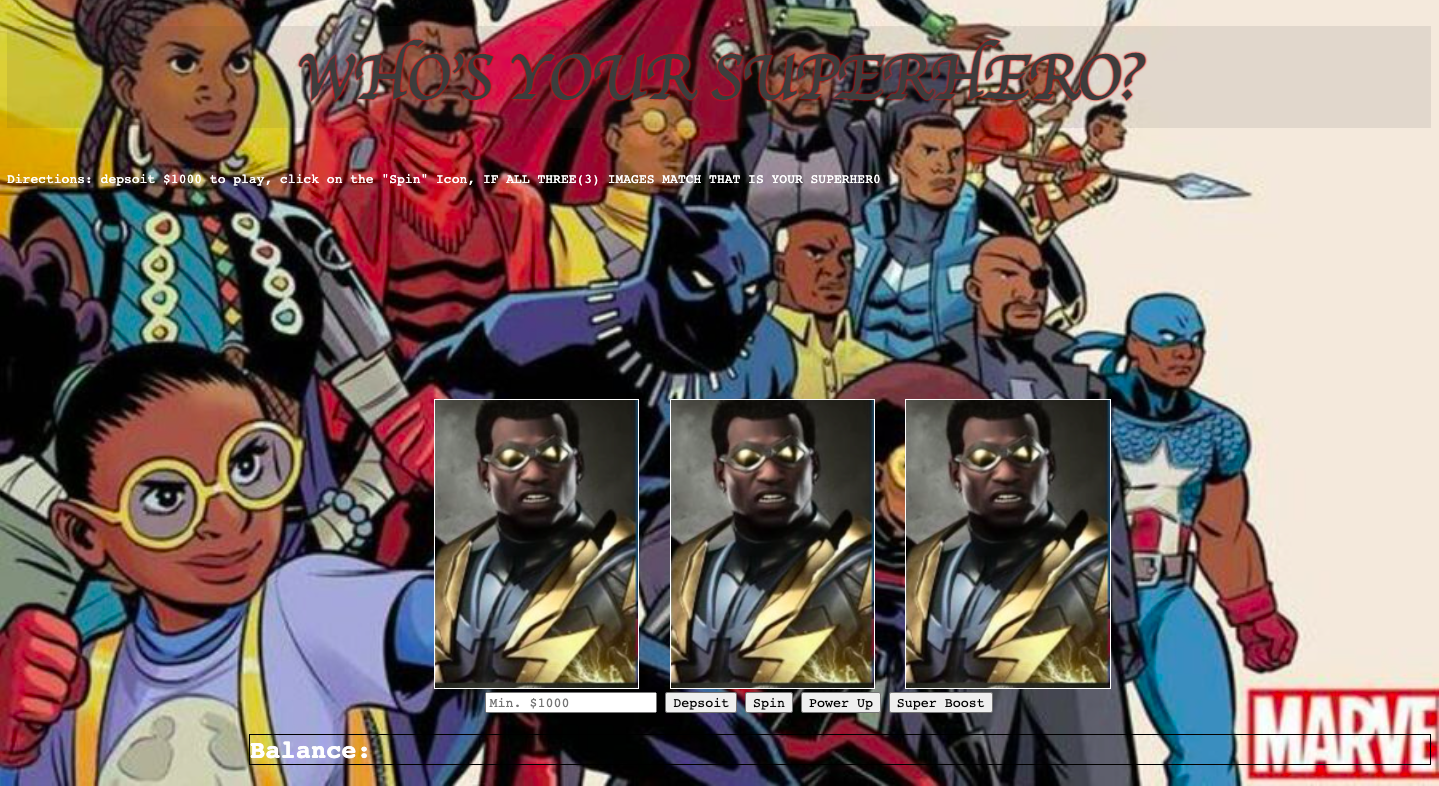 WHO'S YOUR SUPERHERO?
Directions: depsoit $1000 to play, click on the "Spin" Icon, IF ALL THREE(3) IMAGES MATCH THAT IS YOUR SUPERHERO
Min. $1000 Depsoit Spin Power Up Super Boost
MARVE
Balance: